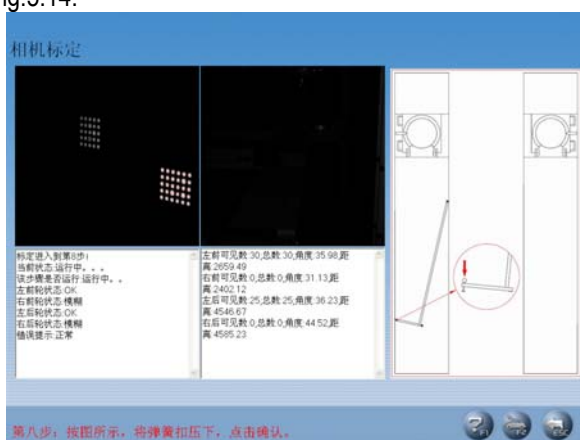 ig.5.14:
相机标定
标定进入到第8步:
当前状态:运行中。。。
该步骤是否运行:运行中。。
左前轮状态:OK
右前轮状态:模糊
左后轮状态:OK
右后轮状态:模糊
错误提示:正常
左前可见数:30,总数:30,角度:35.98,距
离:2659.49
右前可见数:0,总数:0,角度:31.13,距
离:2402.12
左后可见数:25,总数:25,角度:36.23,距
离:4546.67
右后可见数:0,总数:0,角度:44.52,距
离:4585.23
第八步: 按图所示, 将弹簧扣压下, 点击确认。